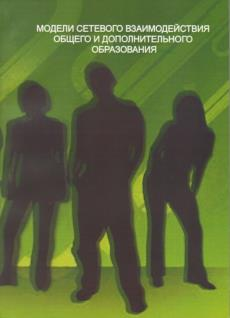 МОДЕЛИ СЕТЕВОГО ВЗАИМОДЕЙСТВИЯ
ОБЩЕГО И ДОПОЛНИТЕЛЬНОГО
ОБРАЗОВАНИЯ